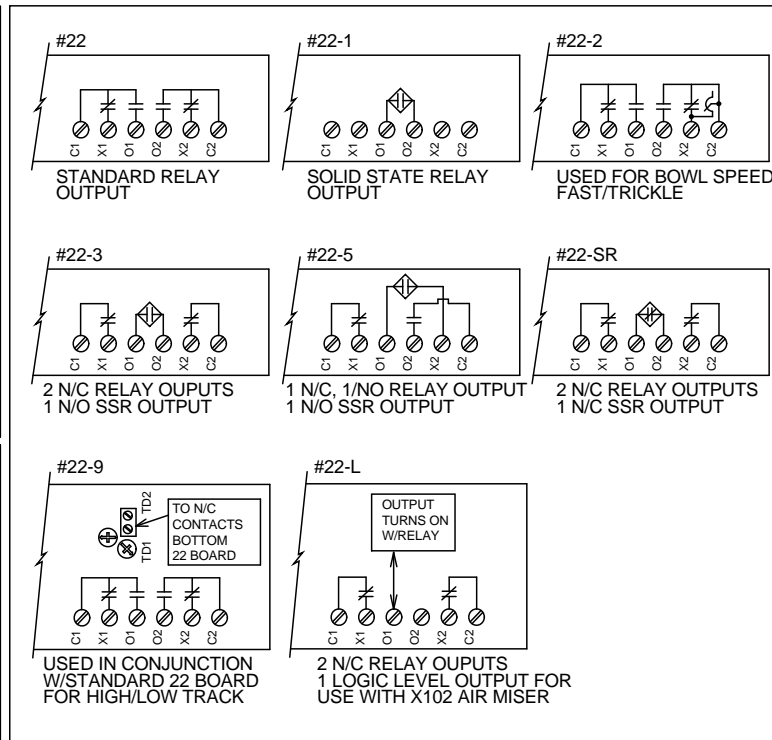 #22
C1 X1 O1 O2 X2 C2
STANDARD RELAY
OUTPUT
#22-1
C1 X1 O1 O2 X2 C2
SOLID STATE RELAY
OUTPUT
#22-2
C1 X1 O1 O2 X2 C2
USED FOR BOWL SPEED
FAST/TRICKLE
#22-3
C1 X1 O1 O2 X2 C2
2 N/C RELAY OUPUTS
1 N/O SSR OUTPUT
#22-5
C1 X1 O1 O2 X2 C2
1 N/C, 1/NO RELAY OUTPUT
1 N/O SSR OUTPUT
#22-SR
C1 X1 O1 O2 X2 C2
2 N/C RELAY OUTPUTS
1 N/C SSR OUTPUT
#22-9
TD2
TD1
TO N/C
CONTACTS
BOTTOM
22 BOARD
C1 X1 O1 O2 X2 C2
USED IN CONJUNCTION
W/STANDARD 22 BOARD
FOR HIGH/LOW TRACK
#22-L
OUTPUT
TURNS ON
W/RELAY
C1 X1 O1 O2 X2 C2
2 N/C RELAY OUPUTS
1 LOGIC LEVEL OUTPUT FOR
USE WITH X102 AIR MISER